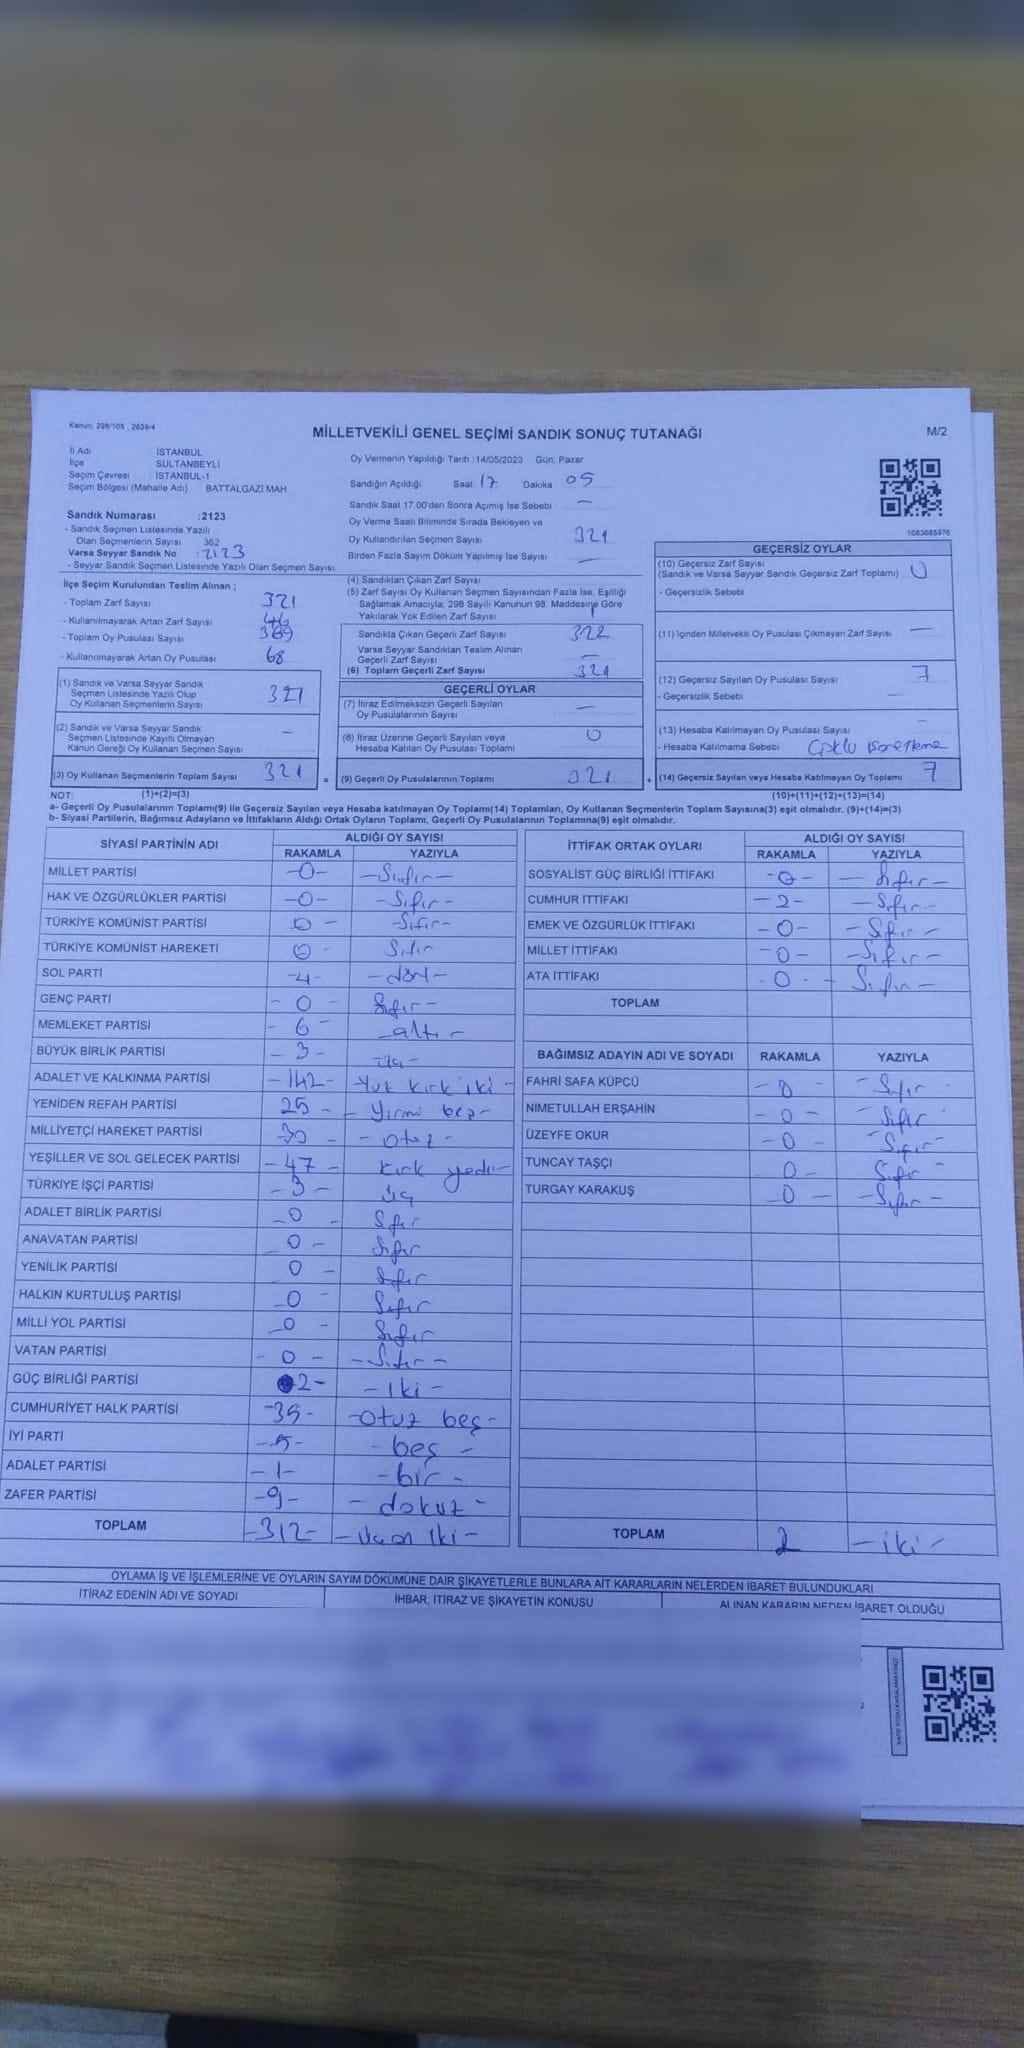 Kanun; 298/105 , 2839/4
MİLLETVEKİLİ GENEL SEÇİMİ SANDIK SONUÇ TUTANAĞI
M/2
İli Adı : İSTANBUL
İlçe : SULTANBEYLİ
Seçim Çevresi : İSTANBUL-1
Seçim Bölgesi (Mahalle Adı) BATTALGAZİ MAH
Sandık Numarası :2123
- Sandık Seçmen Listesinde Yazılı
Olan Seçmenlerin Sayısı 362
Varsa Seyyar Sandık No : 2123
- Seyyar Sandık Seçmen Listesinde Yazılı Olan Seçmen Sayısı
Oy Vermenin Yapıldığı Tarih :14/05/2023 Gün; Pazar
Sandığın Açıldığı Saat 17 Dakika 05
Sandık Saat 17.00'den Sonra Açımış İse Sebebi —
Oy Verme Saati Bitiminde Sırada Bekleyen ve
Oy Kullandırılan Seçmen Sayısı 321
Birden Fazla Sayım Döküm Yapılmış İse Sayısı —
İlçe Seçim Kurulundan Teslim Alınan ;
- Toplam Zarf Sayısı 321
- Kullanılmayarak Artan Zarf Sayısı
- Toplam Oy Pusulası Sayısı 389
- Kullanılmayarak Artan Oy Pusulası 68
(1) Sandık ve Varsa Seyyar Sandık
Seçmen Listesinde Yazılı Olup
Oy Kullanan Seçmenlerin Sayısı 321
(2) Sandık ve Varsa Seyyar Sandık
Seçmen Listesinde Kayıtlı Olmayan
Kanun Gereği Oy Kullanan Seçmen Sayısı —
(3) Oy Kullanan Seçmenlerin Toplam Sayısı 321
(4) Sandıktan Çıkan Zarf Sayısı
(5) Zarf Sayısı Oy Kullanan Seçmen Sayısından Fazla İse, Eşitliği
Sağlamak Amacıyla; 298 Sayılı Kanunun 98. Maddesine Göre
Yakılarak Yok Edilen Zarf Sayısı 1
Sandıkta Çıkan Geçerli Zarf Sayısı 322
Varsa Seyyar Sandıktan Teslim Alınan
Geçerli Zarf Sayısı —
(6) Toplam Geçerli Zarf Sayısı 321
GEÇERLİ OYLAR
(7) İtiraz Edilmeksizin Geçerli Sayılan
Oy Pusulalarının Sayısı —
(8) İtiraz Üzerine Geçerli Sayılan veya
Hesaba Katılan Oy Pusulası Toplamı 0
= (9) Geçerli Oy Pusulalarının Toplamı 321
1083685976
GEÇERSİZ OYLAR
(10) Geçersiz Zarf Sayısı
(Sandık ve Varsa Seyyar Sandık Geçersiz Zarf Toplamı) 0
- Geçersizlik Sebebi
(11) İçinden Milletvekili Oy Pusulası Çıkmayan Zarf Sayısı —
(12) Geçersiz Sayılan Oy Pusulası Sayısı 7
- Geçersizlik Sebebi —
(13) Hesaba Katılmayan Oy Pusulası Sayısı —
- Hesaba Katılmama Sebebi Çoklu işaretleme
+ (14) Geçersiz Sayılan veya Hesaba Katılmayan Oy Toplamı 7
NOT: (1)+(2)=(3)
(10)+(11)+(12)+(13)=(14)
a- Geçerli Oy Pusulalarının Toplamı(9) ile Geçersiz Sayılan veya Hesaba katılmayan Oy Toplamı(14) Toplamları, Oy Kullanan Seçmenlerin Toplam Sayısına(3) eşit olmalıdır. (9)+(14)=(3)
b- Siyasi Partilerin, Bağımsız Adayların ve İttifakların Aldığı Ortak Oyların Toplamı, Geçerli Oy Pusulalarının Toplamına(9) eşit olmalıdır.
SİYASİ PARTİNİN ADI ALDIĞI OY SAYISI
RAKAMLA YAZIYLA
MİLLET PARTİSİ -0- -Sıfır-
HAK VE ÖZGÜRLÜKLER PARTİSİ -0- -Sıfır-
TÜRKİYE KOMÜNİST PARTİSİ 0 - -Sıfır-
TÜRKİYE KOMÜNİST HAREKETİ 0 - Sıfır
SOL PARTİ -4- -dört-
GENÇ PARTİ - 0 - Sıfır-
MEMLEKET PARTİSİ - 6 - -altı-
BÜYÜK BİRLİK PARTİSİ - 3 - -üç-
ADALET VE KALKINMA PARTİSİ -142- -Yüz kırk iki-
YENİDEN REFAH PARTİSİ 25 - - Yirmi beş-
MİLLİYETÇİ HAREKET PARTİSİ -30 - - otuz -
YEŞİLLER VE SOL GELECEK PARTİSİ -47 - kırk yedi-
TÜRKİYE İŞÇİ PARTİSİ - 3 - üç
ADALET BİRLİK PARTİSİ -0 - Sıfır
ANAVATAN PARTİSİ -0 - Sıfır
YENİLİK PARTİSİ 0 - Sıfır
HALKIN KURTULUŞ PARTİSİ -0 - Sıfır
MİLLİ YOL PARTİSİ -0 - Sıfır
VATAN PARTİSİ - 0 - -Sıfır-
GÜÇ BİRLİĞİ PARTİSİ 2- -İki-
CUMHURİYET HALK PARTİSİ -35- -otuz beş-
İYİ PARTİ -5- -beş-
ADALET PARTİSİ -1- -bir-
ZAFER PARTİSİ -9- -dokuz-
TOPLAM -312- -üçon iki-
İTTİFAK ORTAK OYLARI ALDIĞI OY SAYISI
RAKAMLA YAZIYLA
SOSYALİST GÜÇ BİRLİĞİ İTTİFAKI -0- - Sıfır-
CUMHUR İTTİFAKI -2- -Sıfır-
EMEK VE ÖZGÜRLÜK İTTİFAKI -0- -Sıfır-
MİLLET İTTİFAKI -0- -Sıfır-
ATA İTTİFAKI -0- -Sıfır-
TOPLAM
BAĞIMSIZ ADAYIN ADI VE SOYADI RAKAMLA YAZIYLA
FAHRİ SAFA KÜPCÜ -0- -Sıfır-
NİMETULLAH ERŞAHİN -0- -Sıfır
ÜZEYFE OKUR -0- -Sıfır-
TUNCAY TAŞÇI 0- Sıfır
TURGAY KARAKUŞ -0- -Sıfır-
TOPLAM 2 -iki-
OYLAMA İŞ VE İŞLEMLERİNE VE OYLARIN SAYIM DÖKÜMÜNE DAİR ŞİKAYETLERLE BUNLARA AİT KARARLARIN NELERDEN İBARET BULUNDUKLARI
İTİRAZ EDENİN ADI VE SOYADI İHBAR, İTİRAZ VE ŞİKAYETİN KONUSU ALINAN KARARIN NEDEN İBARET OLDUĞU